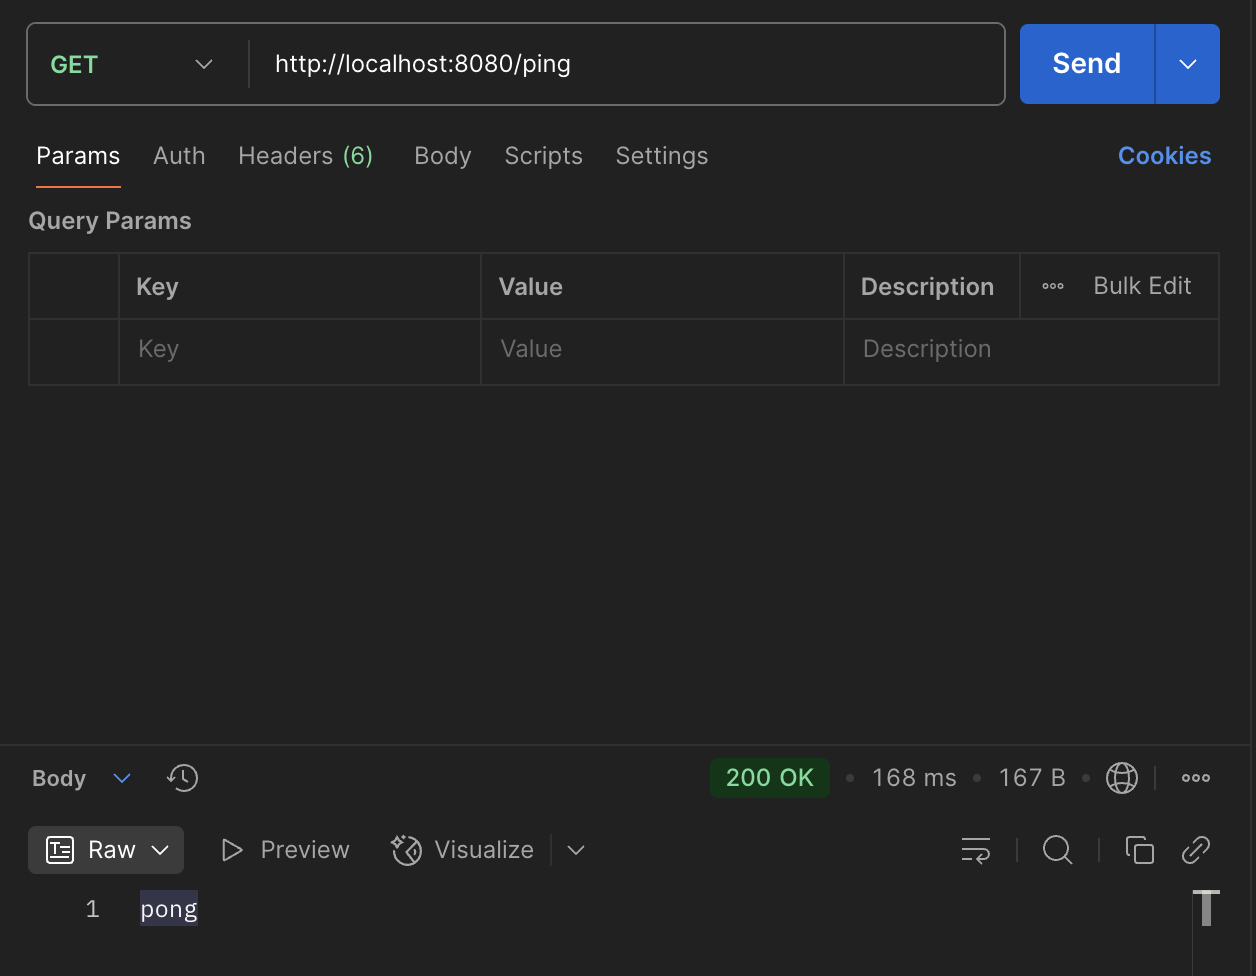 GET http://localhost:8080/ping Send
Params Auth Headers (6) Body Scripts Settings Cookies
Query Params
Key Value Description Bulk Edit
Key Value Description
Body 200 OK • 168 ms • 167 B •
Raw Preview Visualize
1 pong